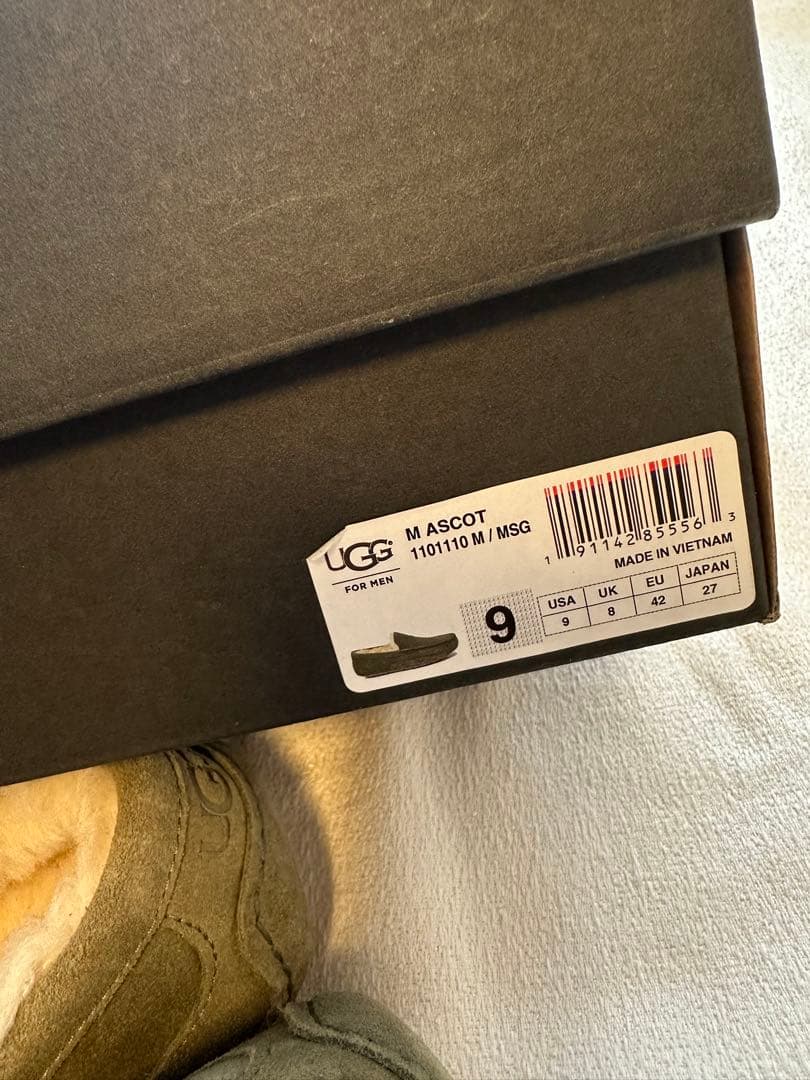 UGG
FOR MEN
M ASCOT
1101110 M / MSG
1 91142 85556 3
MADE IN VIETNAM
9
USA UK EU JAPAN
9 8 42 27
UGG